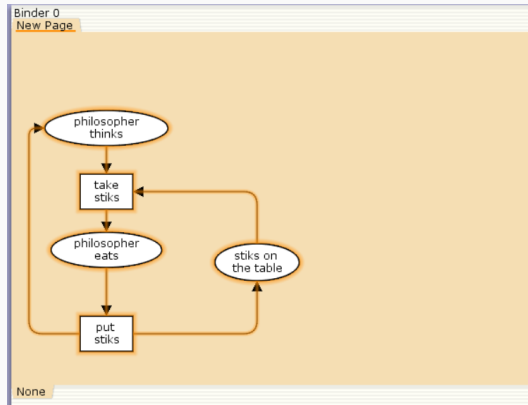 Binder 0
New Page
philosopher
thinks
take
stiks
philosopher
eats
stiks on
the table
put
stiks
None